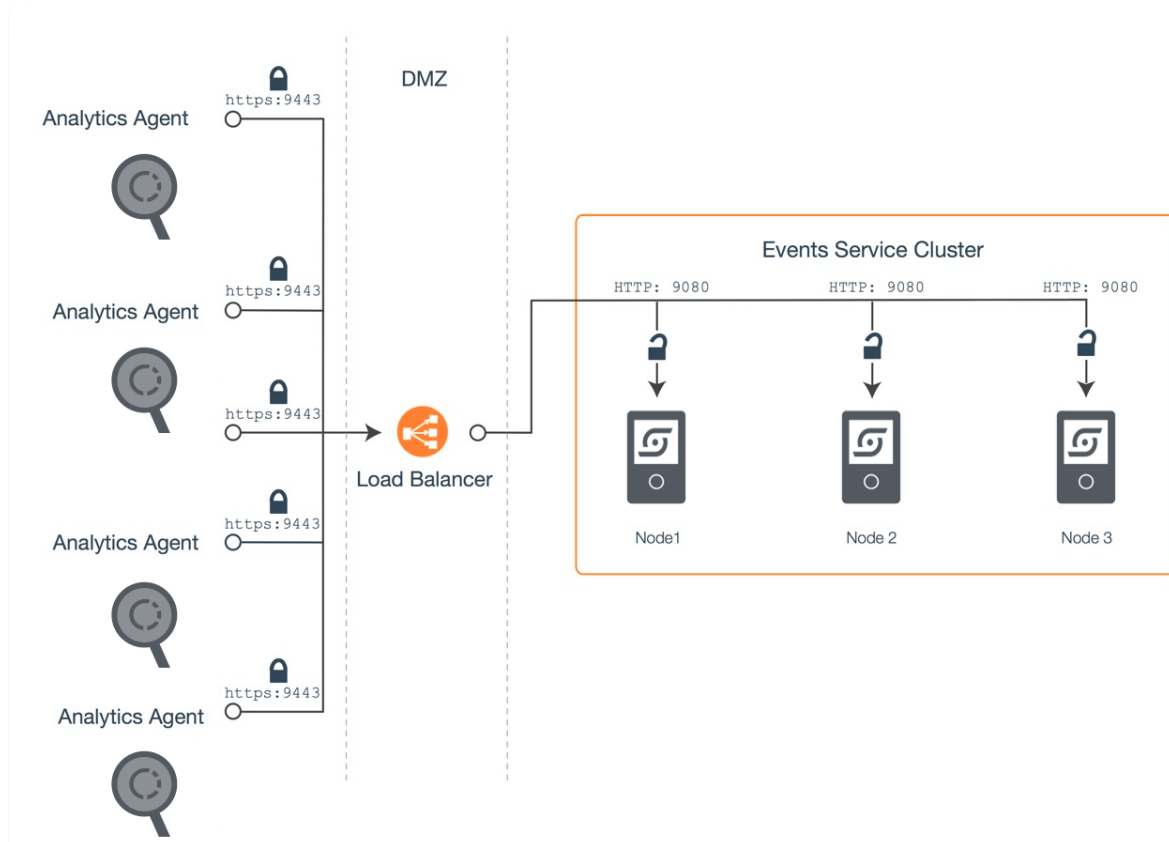 DMZ
https:9443
Analytics Agent
Events Service Cluster
https:9443
HTTP: 9080
HTTP: 9080
HTTP: 9080
Analytics Agent
https:9443
Load Balancer
https:9443
Analytics Agent
Node1
Node 2
Node 3
https:9443
Analytics Agent